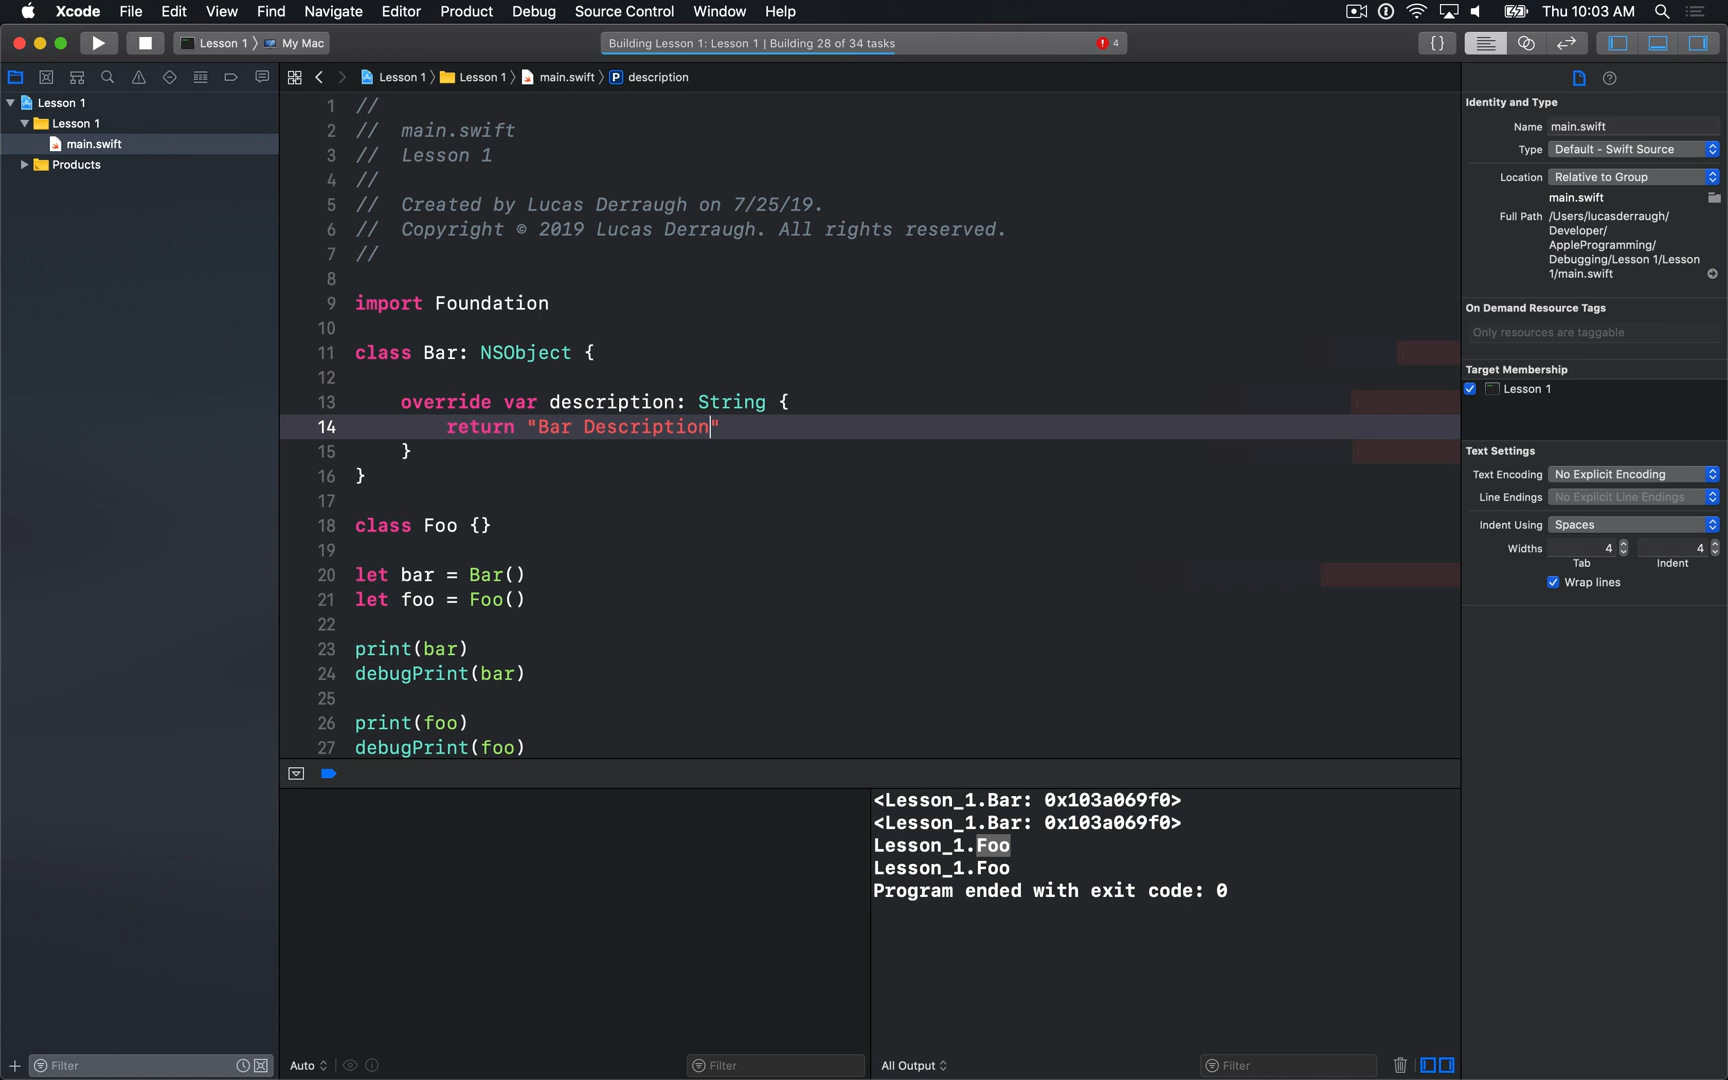 Xcode File Edit View Find Navigate Editor Product Debug Source Control Window Help Thu 10:03 AM
Lesson 1 My Mac Building Lesson 1: Lesson 1 | Building 28 of 34 tasks 4 {}
Lesson 1 Lesson 1 main.swift P description
Lesson 1
Lesson 1
main.swift
Products
1 //
2 // main.swift
3 // Lesson 1
4 //
5 // Created by Lucas Derraugh on 7/25/19.
6 // Copyright © 2019 Lucas Derraugh. All rights reserved.
7 //
8
9 import Foundation
10
11 class Bar: NSObject {
12
13 override var description: String {
14 return "Bar Description"
15 }
16 }
17
18 class Foo {}
19
20 let bar = Bar()
21 let foo = Foo()
22
23 print(bar)
24 debugPrint(bar)
25
26 print(foo)
27 debugPrint(foo)
<Lesson_1.Bar: 0x103a069f0>
<Lesson_1.Bar: 0x103a069f0>
Lesson_1.Foo
Lesson_1.Foo
Program ended with exit code: 0
Filter Auto Filter All Output Filter
Identity and Type
Name main.swift
Type Default - Swift Source
Location Relative to Group
main.swift
Full Path /Users/lucasderraugh/
Developer/
AppleProgramming/
Debugging/Lesson 1/Lesson
1/main.swift
On Demand Resource Tags
Only resources are taggable
Target Membership
Lesson 1
Text Settings
Text Encoding No Explicit Encoding
Line Endings No Explicit Line Endings
Indent Using Spaces
Widths 4 4
Tab Indent
Wrap lines